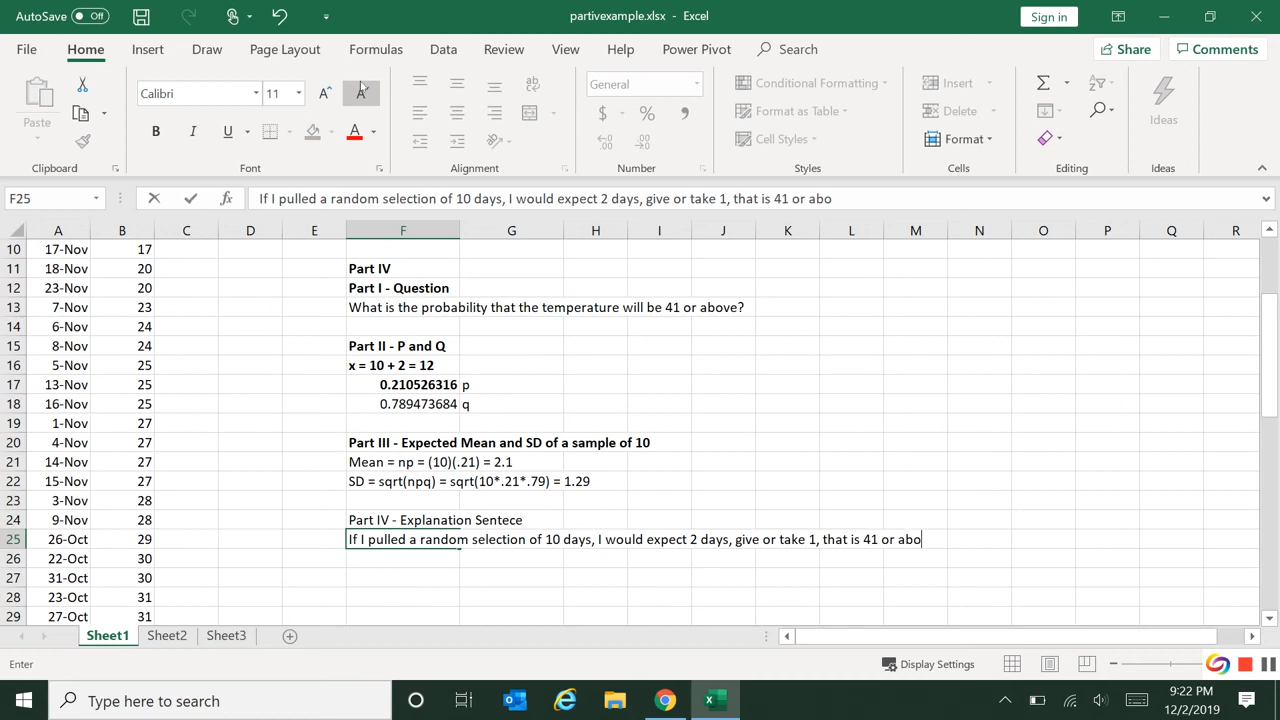 AutoSave Off partivexample.xlsx - Excel Sign in
File Home Insert Draw Page Layout Formulas Data Review View Help Power Pivot Search Share Comments
Paste Calibri 11 General Conditional Formatting Insert
Format as Table Delete Ideas
Cell Styles Format
Clipboard Font Alignment Number Styles Cells Editing Ideas
F25 fx If I pulled a random selection of 10 days, I would expect 2 days, give or take 1, that is 41 or abo
A B C D E F G H I J K L M N O P Q R
10 17-Nov 17
11 18-Nov 20 Part IV
12 23-Nov 20 Part I - Question
13 7-Nov 23 What is the probability that the temperature will be 41 or above?
14 6-Nov 24
15 8-Nov 24 Part II - P and Q
16 5-Nov 25 x = 10 + 2 = 12
17 13-Nov 25 0.210526316 p
18 16-Nov 25 0.789473684 q
19 1-Nov 27
20 4-Nov 27 Part III - Expected Mean and SD of a sample of 10
21 14-Nov 27 Mean = np = (10)(.21) = 2.1
22 15-Nov 27 SD = sqrt(npq) = sqrt(10*.21*.79) = 1.29
23 3-Nov 28
24 9-Nov 28 Part IV - Explanation Sentece
25 26-Oct 29 If I pulled a random selection of 10 days, I would expect 2 days, give or take 1, that is 41 or abo
26 22-Oct 30
27 31-Oct 30
28 23-Oct 31
29 27-Oct 31
Sheet1 Sheet2 Sheet3
Enter Display Settings
Type here to search 9:22 PM
12/2/2019